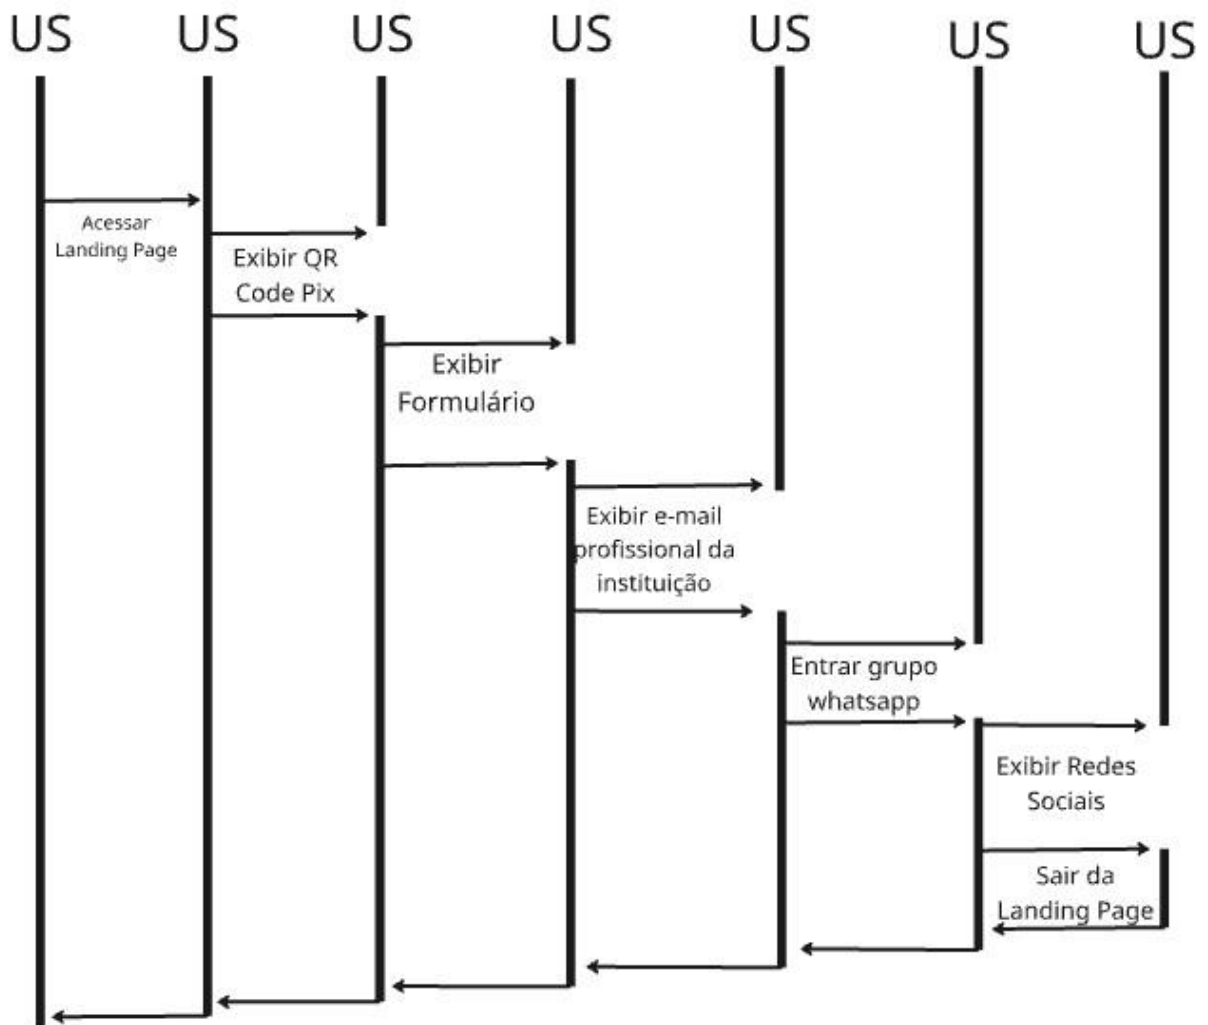 US US US US US US US
Acessar
Landing Page
Exibir QR
Code Pix
Exibir
Formulário
Exibir e-mail
profissional da
instituição
Entrar grupo
whatsapp
Exibir Redes
Sociais
Sair da
Landing Page